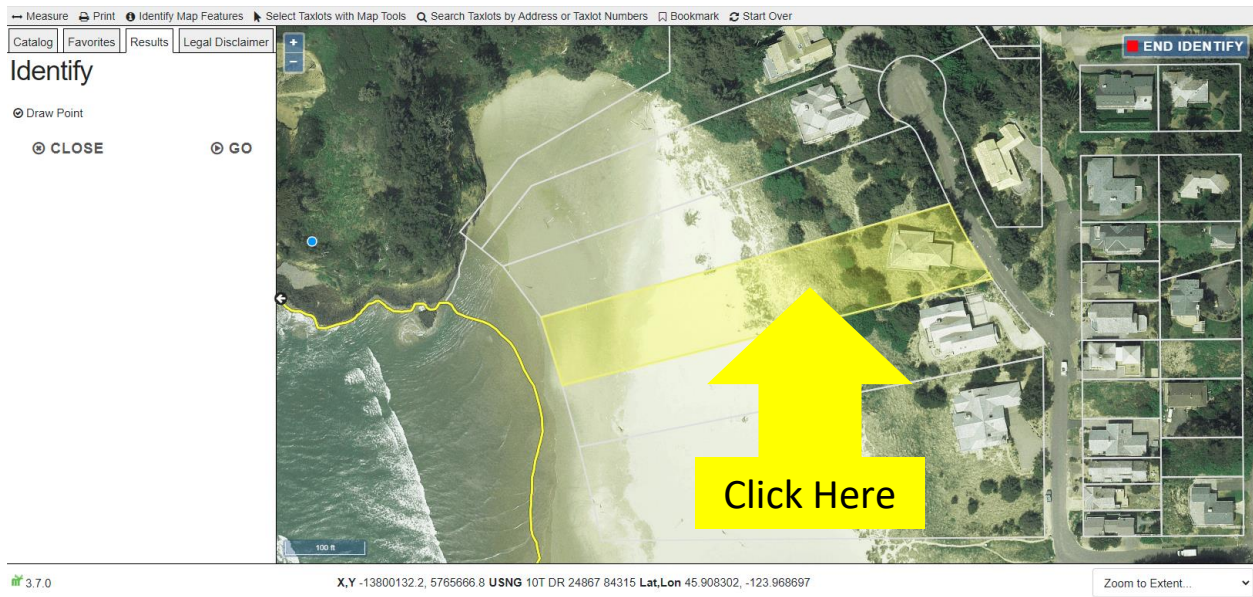 Measure Print Identify Map Features Select Taxlots with Map Tools Search Taxlots by Address or Taxlot Numbers Bookmark Start Over
Catalog Favorites Results Legal Disclaimer
+
-
END IDENTIFY
Identify
Draw Point
CLOSE GO
Click Here
100 ft
3.7.0 X,Y -13800132.2, 5765666.8 USNG 10T DR 24867 84315 Lat,Lon 45.908302, -123.968697 Zoom to Extent...